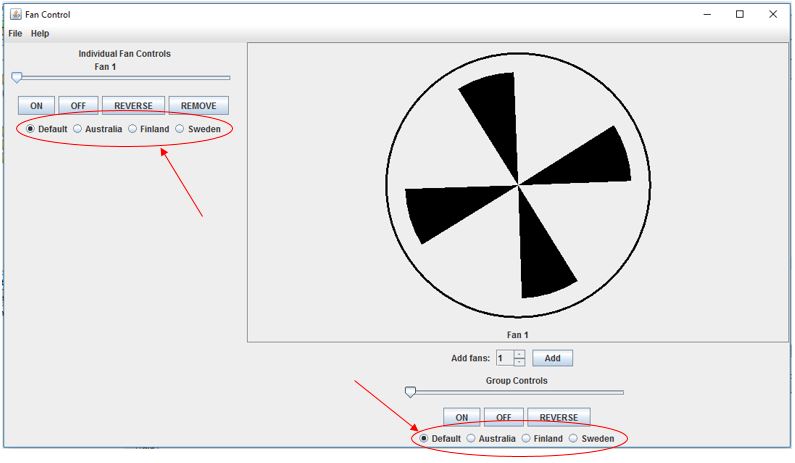 Fan Control
File Help
Individual Fan Controls
Fan 1
ON OFF REVERSE REMOVE
Default Australia Finland Sweden
Fan 1
Add fans: 1 Add
Group Controls
ON OFF REVERSE
Default Australia Finland Sweden